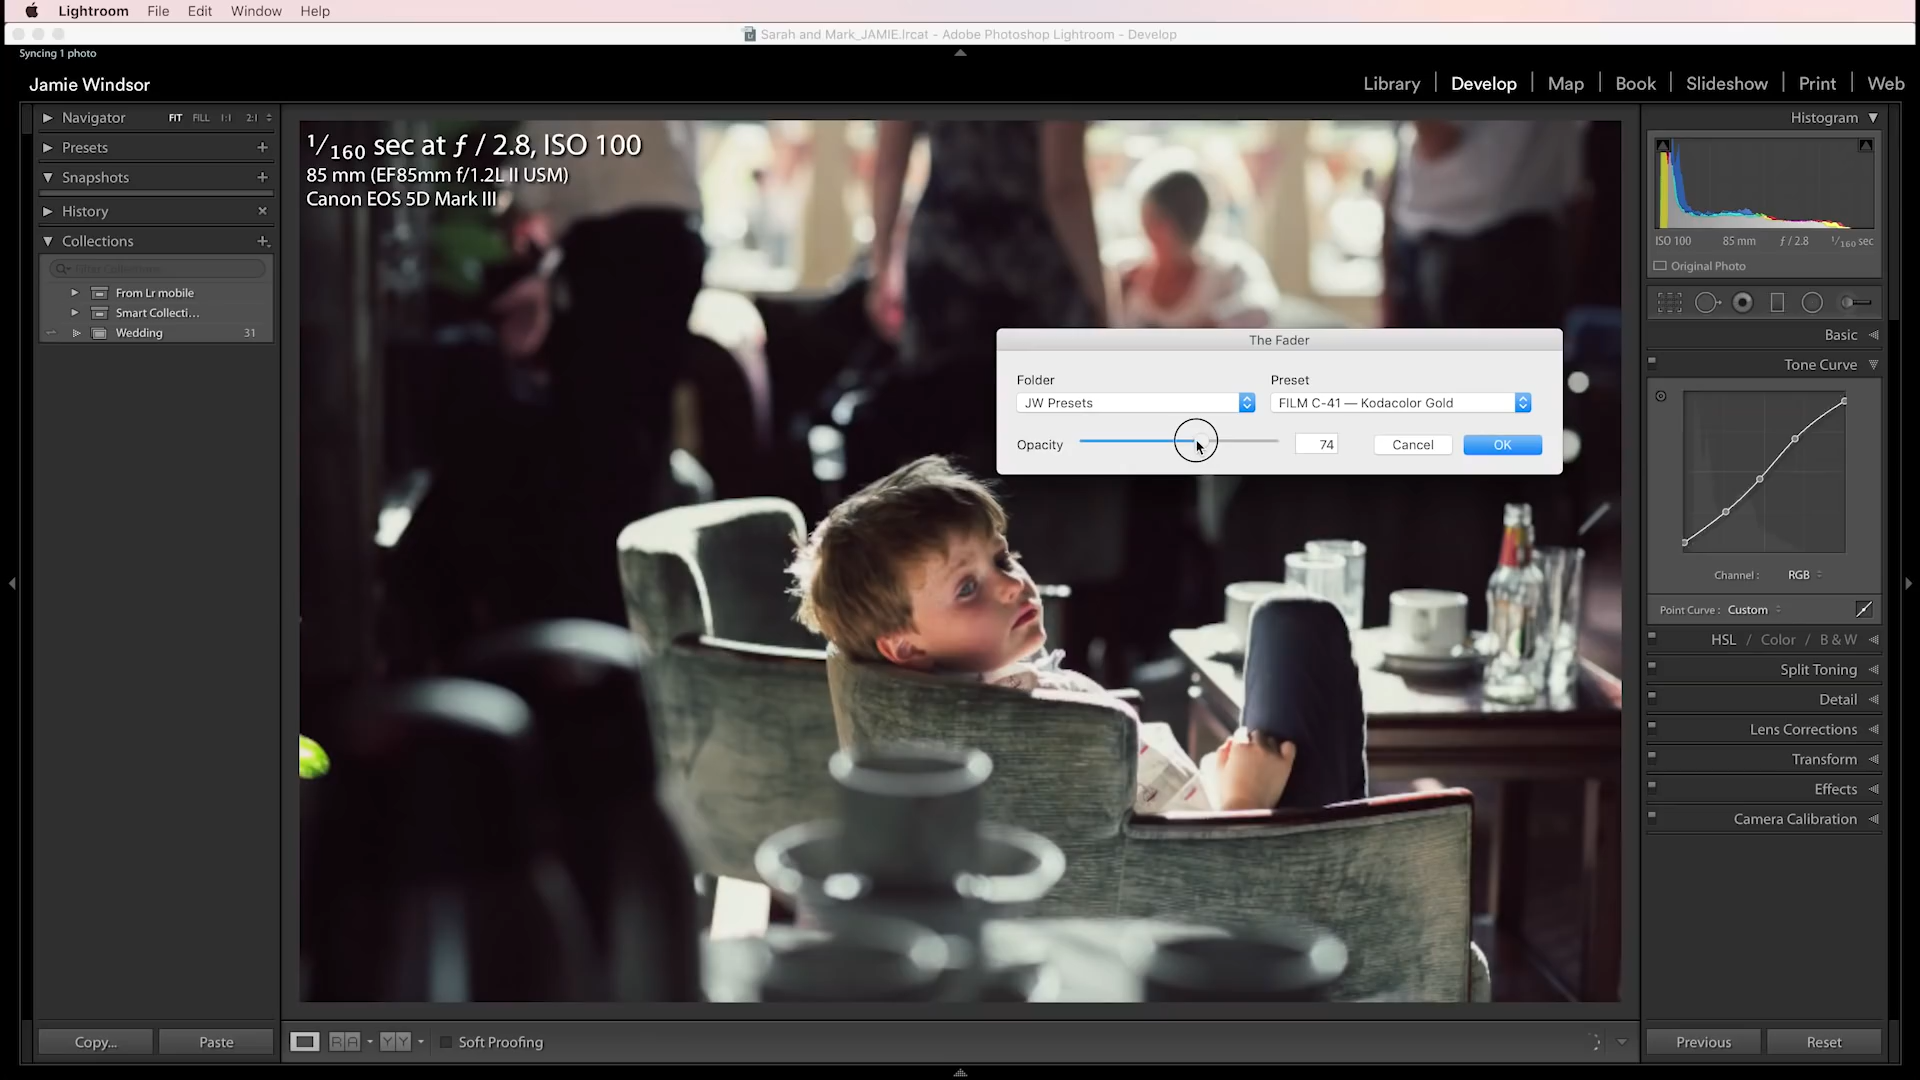 Lightroom File Edit Window Help
Sarah and Mark_JAMIE.lrcat - Adobe Photoshop Lightroom - Develop
Syncing 1 photo
Jamie Windsor
Library Develop Map Book Slideshow Print Web
Navigator FIT FILL 1:1 2:1
Presets
Snapshots
History
Collections
Filter Collections
From Lr mobile
Smart Collecti...
Wedding 31
1/160 sec at ƒ / 2.8, ISO 100
85 mm (EF85mm f/1.2L II USM)
Canon EOS 5D Mark III
The Fader
Folder Preset
JW Presets FILM C-41 — Kodacolor Gold
Opacity 74 Cancel OK
Histogram
ISO 100 85 mm ƒ / 2.8 1/160 sec
Original Photo
Basic
Tone Curve
Channel : RGB
Point Curve : Custom
HSL / Color / B & W
Split Toning
Detail
Lens Corrections
Transform
Effects
Camera Calibration
Copy... Paste
R A Y Y Soft Proofing
Previous Reset